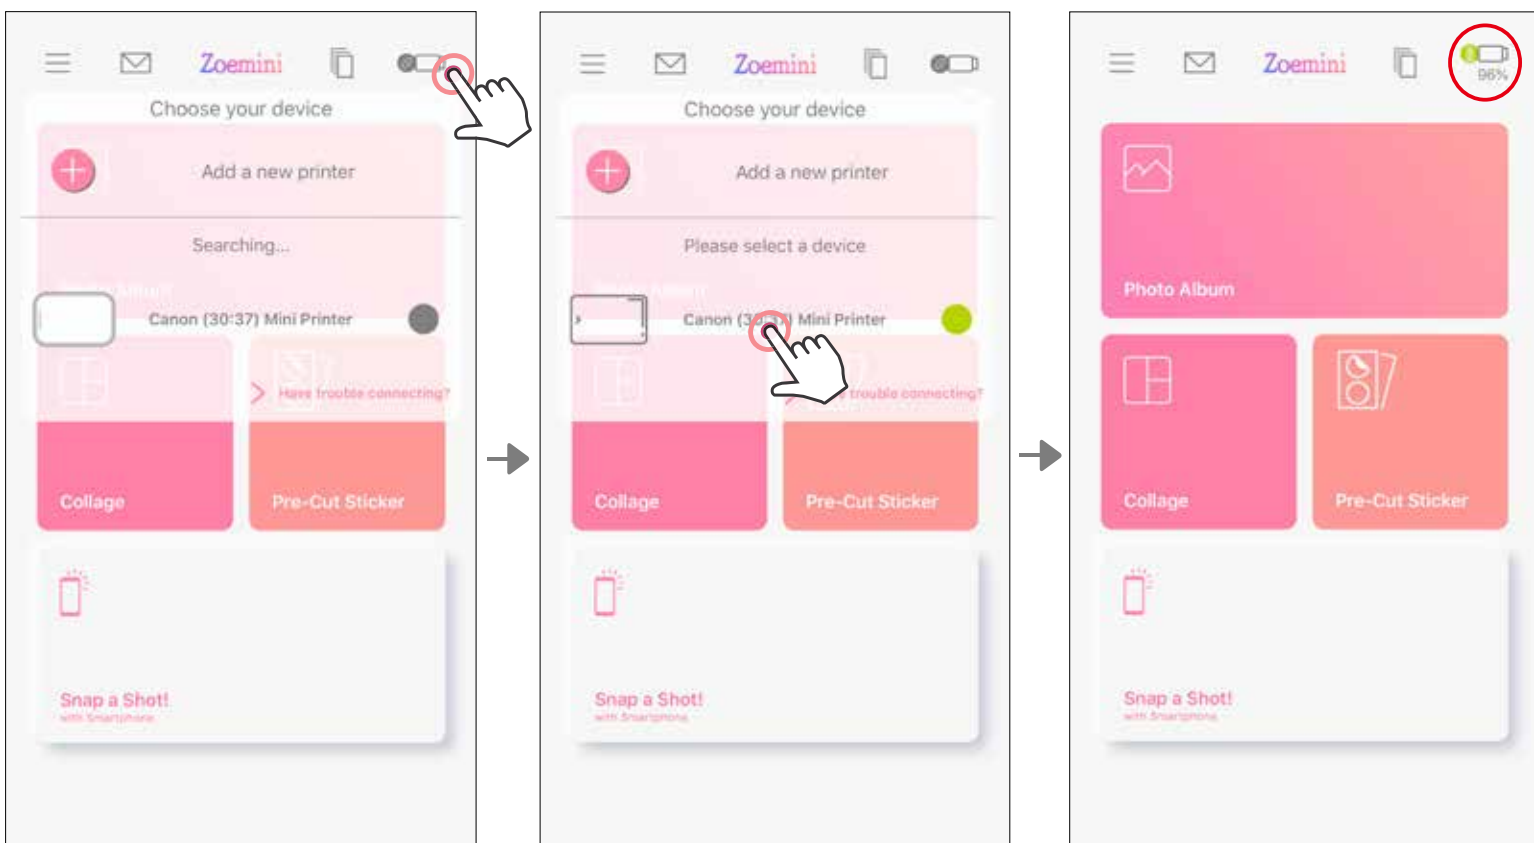 Zoemini
Choose your device
Add a new printer
Searching...
Canon (30:37) Mini Printer
Have trouble connecting?
Collage
Pre-Cut Sticker
Snap a Shot!
with Smartphone
Zoemini
Choose your device
Add a new printer
Please select a device
Canon (30:37) Mini Printer
trouble connecting?
Collage
Pre-Cut Sticker
Snap a Shot!
with Smartphone
Zoemini
96%
Photo Album
Collage
Pre-Cut Sticker
Snap a Shot!
with Smartphone